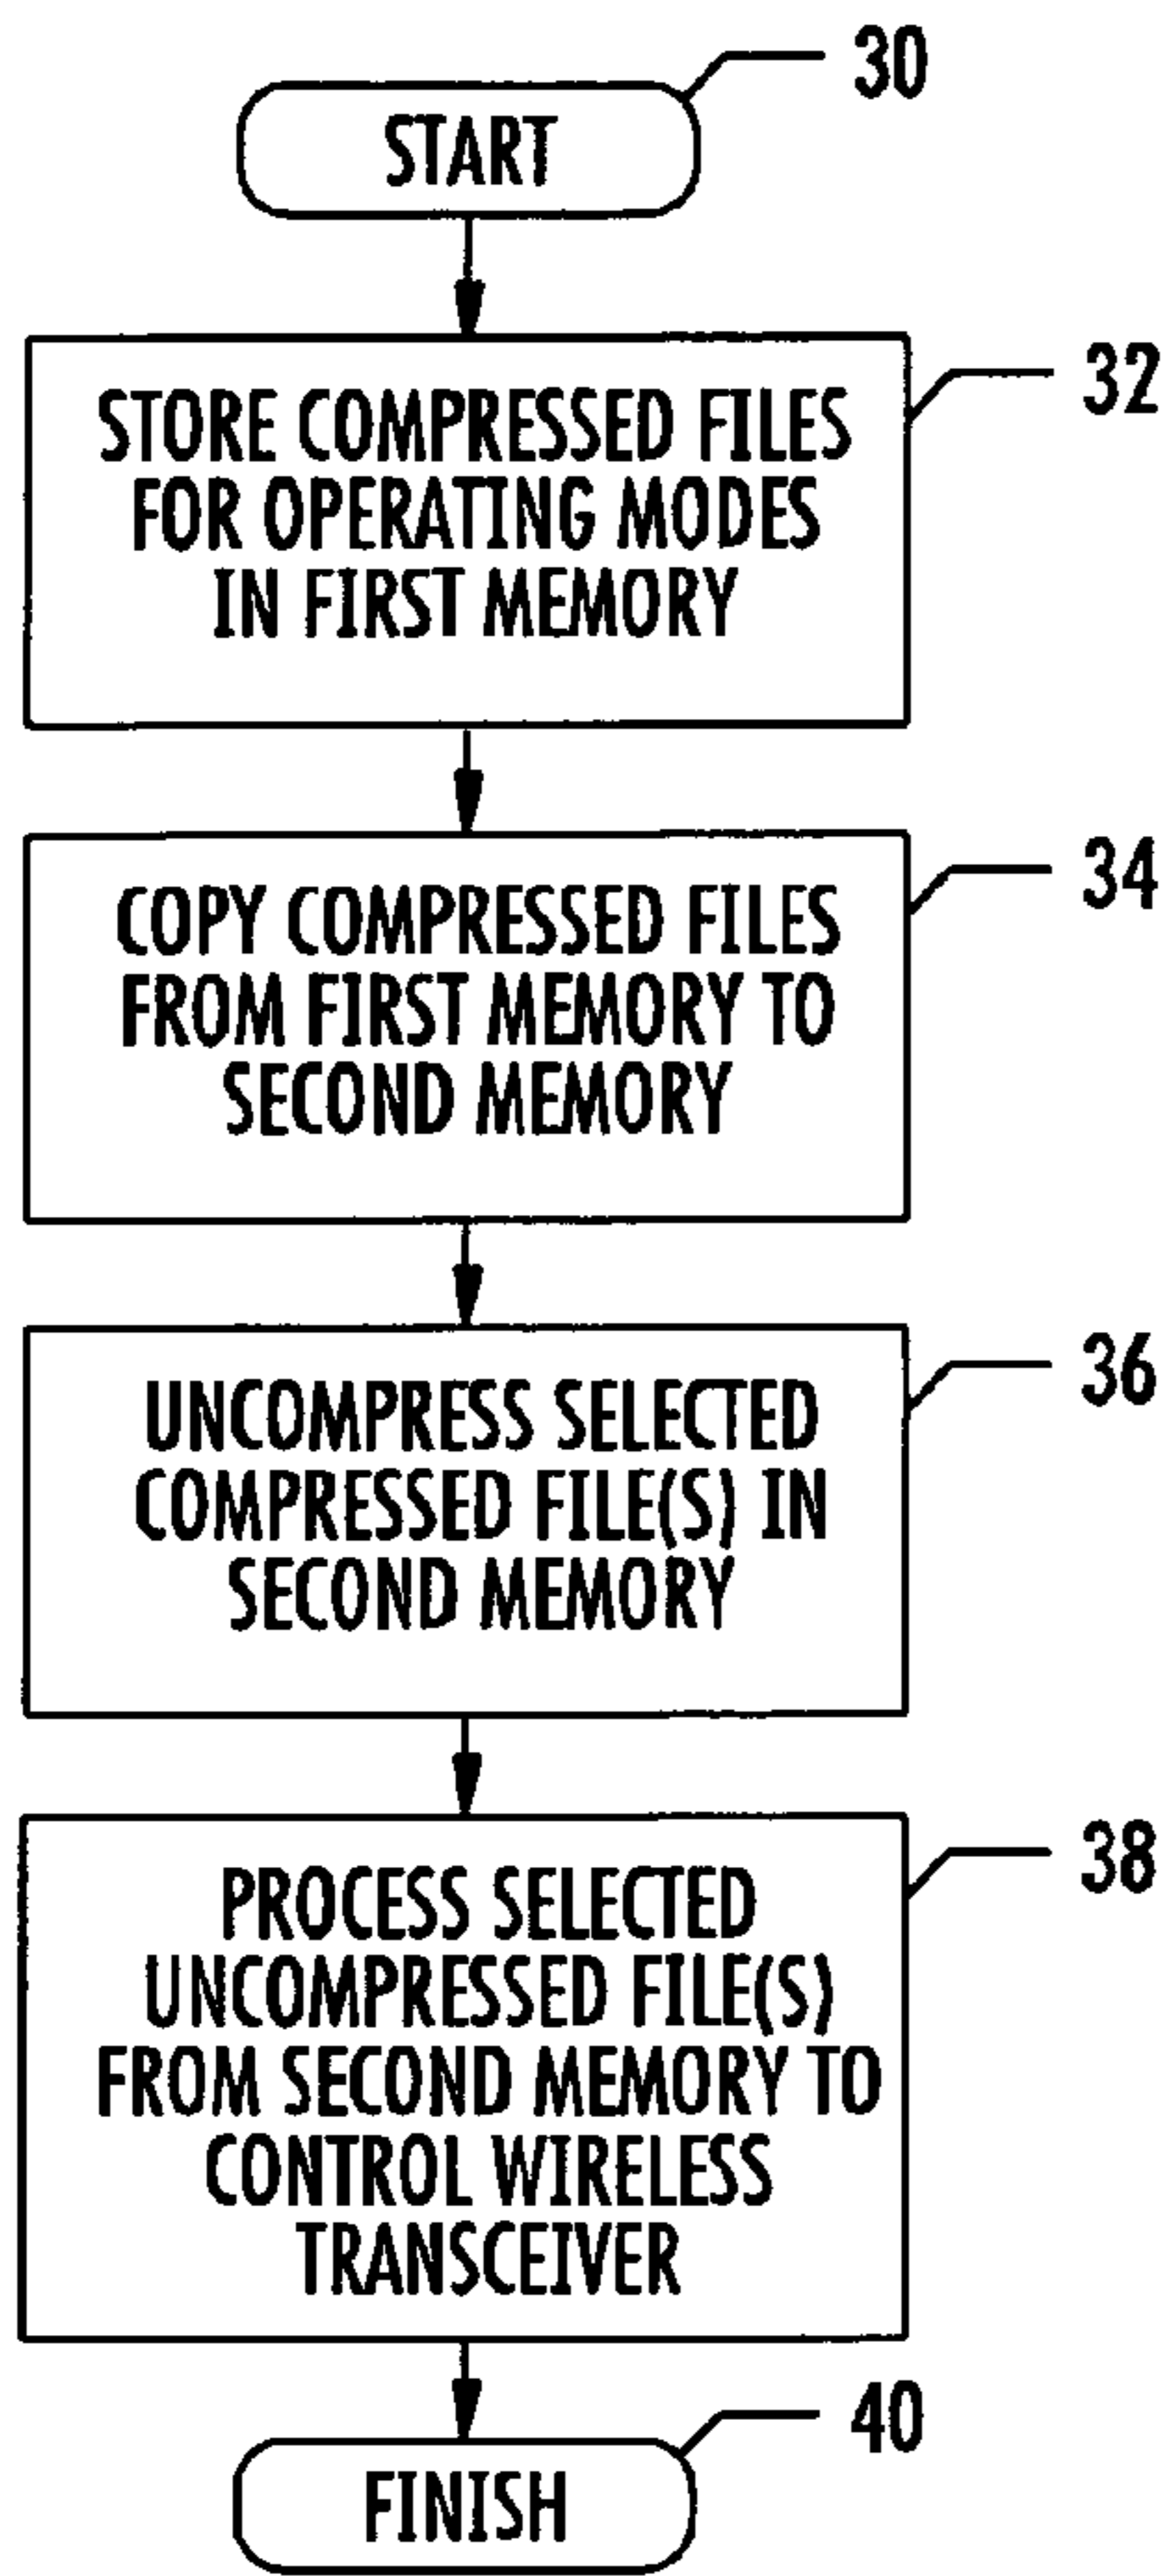 30
START
32
STORE COMPRESSED FILES
FOR OPERATING MODES
IN FIRST MEMORY
34
COPY COMPRESSED FILES
FROM FIRST MEMORY TO
SECOND MEMORY
36
UNCOMPRESS SELECTED
COMPRESSED FILE(S) IN
SECOND MEMORY
38
PROCESS SELECTED
UNCOMPRESSED FILE(S)
FROM SECOND MEMORY TO
CONTROL WIRELESS
TRANSCEIVER
40
FINISH